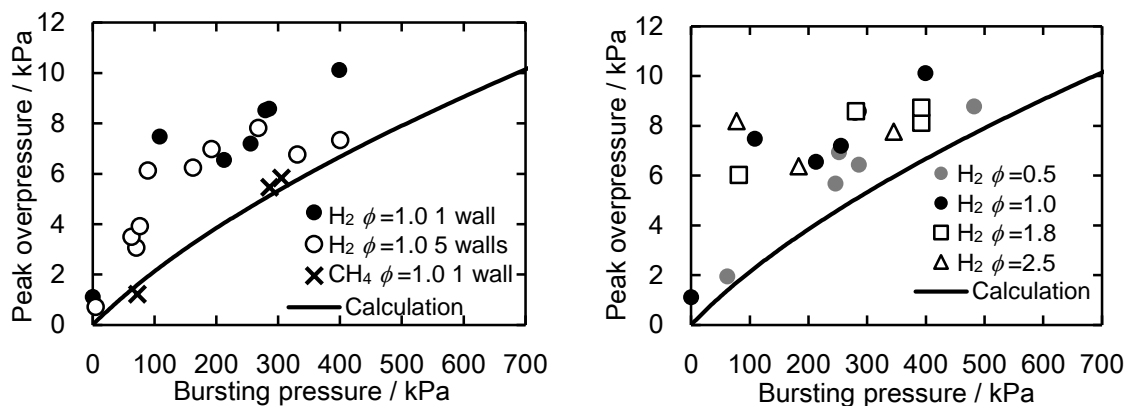 Peak overpressure / kPa
12
10
8
6
4
2
0
H₂ ϕ=1.0 1 wall
H₂ ϕ=1.0 5 walls
CH₄ ϕ=1.0 1 wall
Calculation
0 100 200 300 400 500 600 700
Bursting pressure / kPa
Peak overpressure / kPa
12
10
8
6
4
2
0
H₂ ϕ=0.5
H₂ ϕ=1.0
H₂ ϕ=1.8
H₂ ϕ=2.5
Calculation
0 100 200 300 400 500 600 700
Bursting pressure / kPa